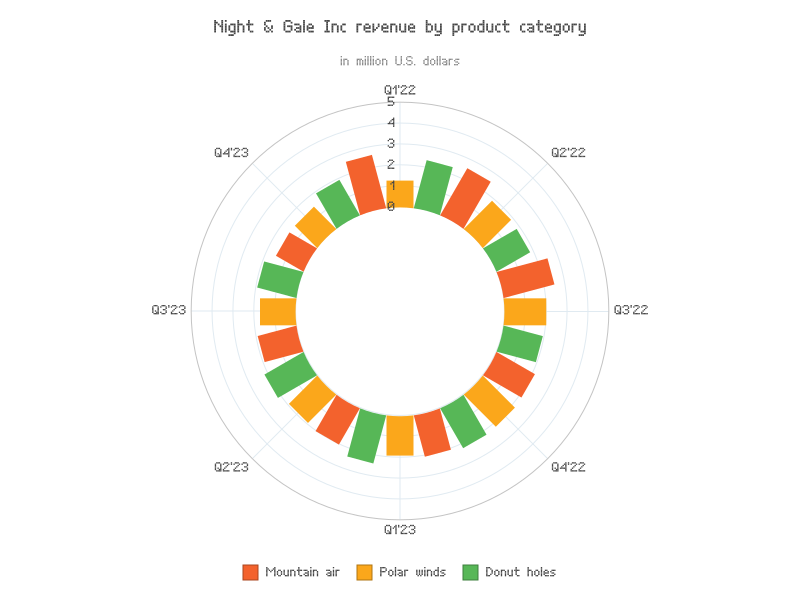 Night & Gale Inc revenue by product category
in million U.S. dollars
Q1'22
5
4
3
2
1
0
Q4'23
Q2'22
Q3'23
Q3'22
Q2'23
Q4'22
Q1'23
Mountain air
Polar winds
Donut holes